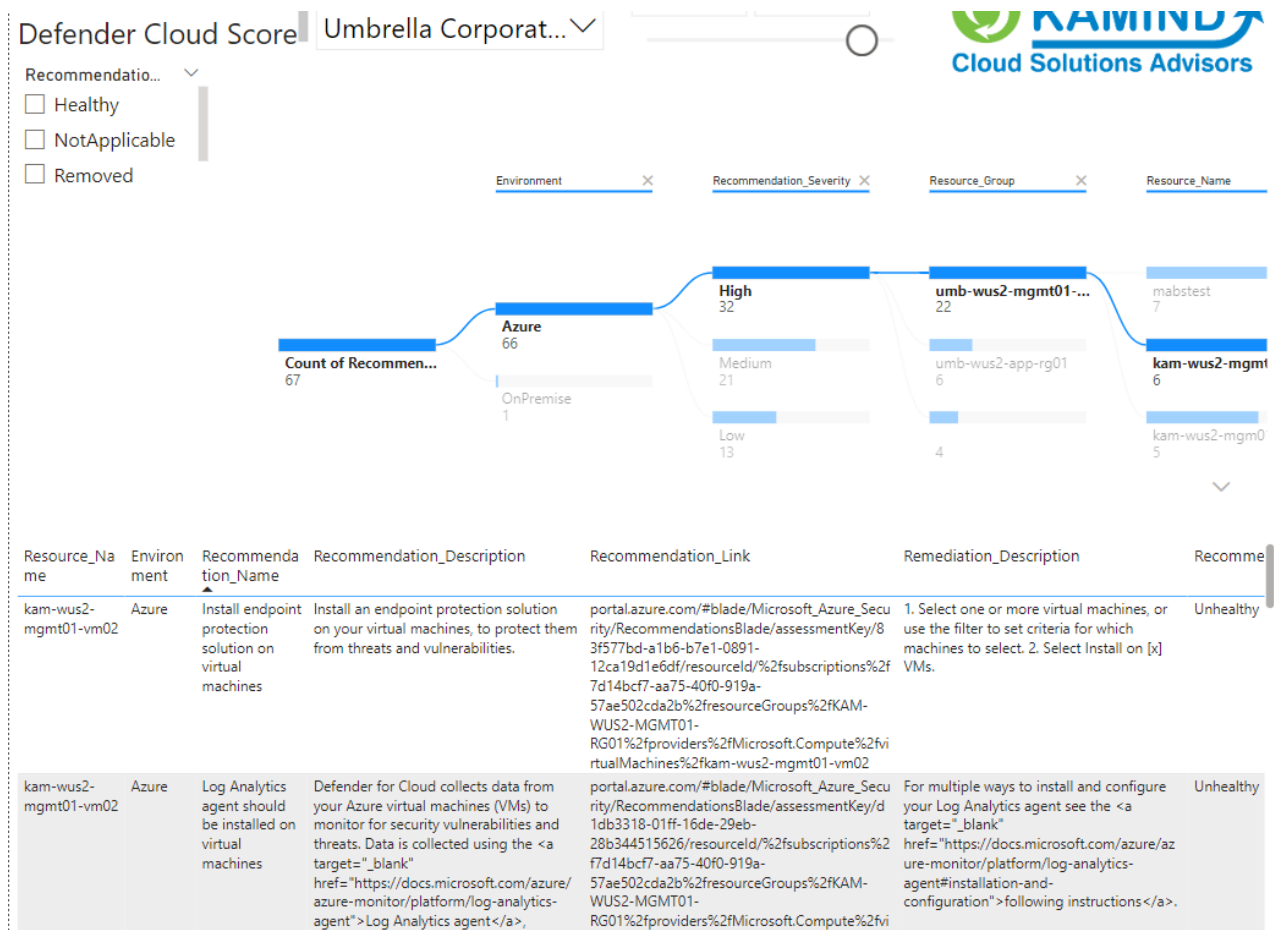 KAMIND
Defender Cloud Score
Umbrella Corporat...
Cloud Solutions Advisors
Recommendatio...
Healthy
NotApplicable
Removed
Environment
Recommendation_Severity
Resource_Group
Resource_Name
High
32
umb-wus2-mgmt01-...
22
mabstest
7
Azure
66
Count of Recommen...
67
Medium
21
umb-wus2-app-rg01
6
kam-wus2-mgmt
6
OnPremise
1
Low
13
4
kam-wus2-mgm0
5
Resource_Na
me
Environ
ment
Recommenda
tion_Name
Recommendation_Description
Recommendation_Link
Remediation_Description
Recomme
kam-wus2-
mgmt01-vm02
Azure
Install endpoint
protection
solution on
virtual
machines
Install an endpoint protection solution
on your virtual machines, to protect them
from threats and vulnerabilities.
portal.azure.com/#blade/Microsoft_Azure_Secu
rity/RecommendationsBlade/assessmentKey/8
3f577bd-a1b6-b7e1-0891-
12ca19d1e6df/resourceId/%2fsubscriptions%2f
7d14bcf7-aa75-40f0-919a-
57ae502cda2b%2fresourceGroups%2fKAM-
WUS2-MGMT01-
RG01%2fproviders%2fMicrosoft.Compute%2fvi
rtualMachines%2fkam-wus2-mgmt01-vm02
1. Select one or more virtual machines, or
use the filter to set criteria for which
machines to select. 2. Select Install on [x]
VMs.
Unhealthy
kam-wus2-
mgmt01-vm02
Azure
Log Analytics
agent should
be installed on
virtual
machines
Defender for Cloud collects data from
your Azure virtual machines (VMs) to
monitor for security vulnerabilities and
threats. Data is collected using the <a
target="_blank"
href="https://docs.microsoft.com/azure/
azure-monitor/platform/log-analytics-
agent">Log Analytics agent</a>,
portal.azure.com/#blade/Microsoft_Azure_Secu
rity/RecommendationsBlade/assessmentKey/d
1db3318-01ff-16de-29eb-
28b344515626/resourceId/%2fsubscriptions%2
f7d14bcf7-aa75-40f0-919a-
57ae502cda2b%2fresourceGroups%2fKAM-
WUS2-MGMT01-
RG01%2fproviders%2fMicrosoft.Compute%2fvi
For multiple ways to install and configure
your Log Analytics agent see the <a
target="_blank"
href="https://docs.microsoft.com/azure/az
ure-monitor/platform/log-analytics-
agent#installation-and-
configuration">following instructions</a>.
Unhealthy